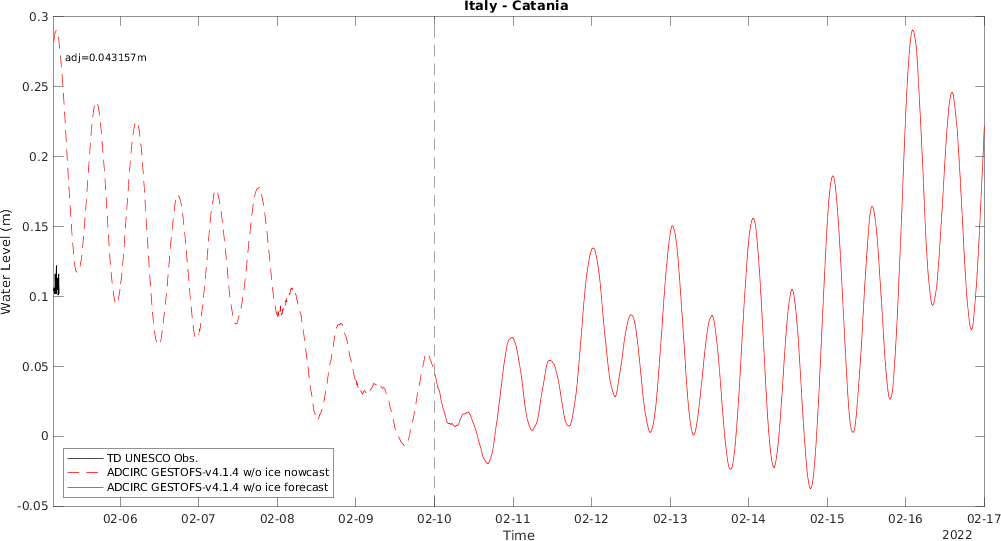 Italy - Catania
adj=0.043157m
Water Level (m)
0.3
0.25
0.2
0.15
0.1
0.05
0
-0.05
TD UNESCO Obs.
ADCIRC GESTOFS-v4.1.4 w/o ice nowcast
ADCIRC GESTOFS-v4.1.4 w/o ice forecast
02-06 02-07 02-08 02-09 02-10 02-11 02-12 02-13 02-14 02-15 02-16 02-17
Time
2022